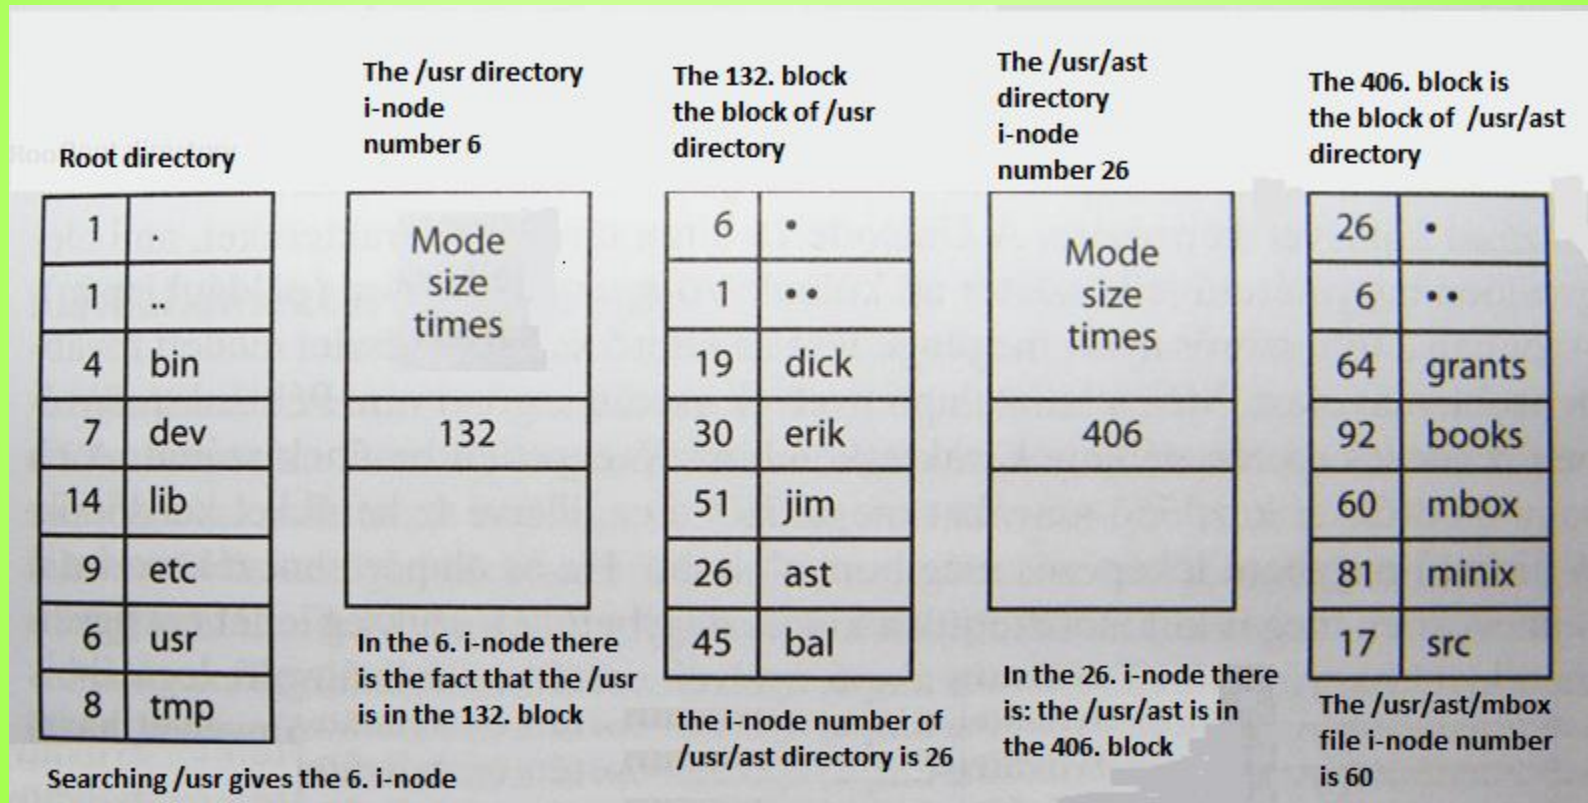 Root directory
1 .
1 ..
4 bin
7 dev
14 lib
9 etc
6 usr
8 tmp
Searching /usr gives the 6. i-node
The /usr directory
i-node
number 6
Mode
size
times
132
In the 6. i-node there
is the fact that the /usr
is in the 132. block
The 132. block
the block of /usr
directory
6 •
1 ••
19 dick
30 erik
51 jim
26 ast
45 bal
the i-node number of
/usr/ast directory is 26
The /usr/ast
directory
i-node
number 26
Mode
size
times
406
In the 26. i-node there
is: the /usr/ast is in
the 406. block
The 406. block is
the block of /usr/ast
directory
26 •
6 ••
64 grants
92 books
60 mbox
81 minix
17 src
The /usr/ast/mbox
file i-node number
is 60